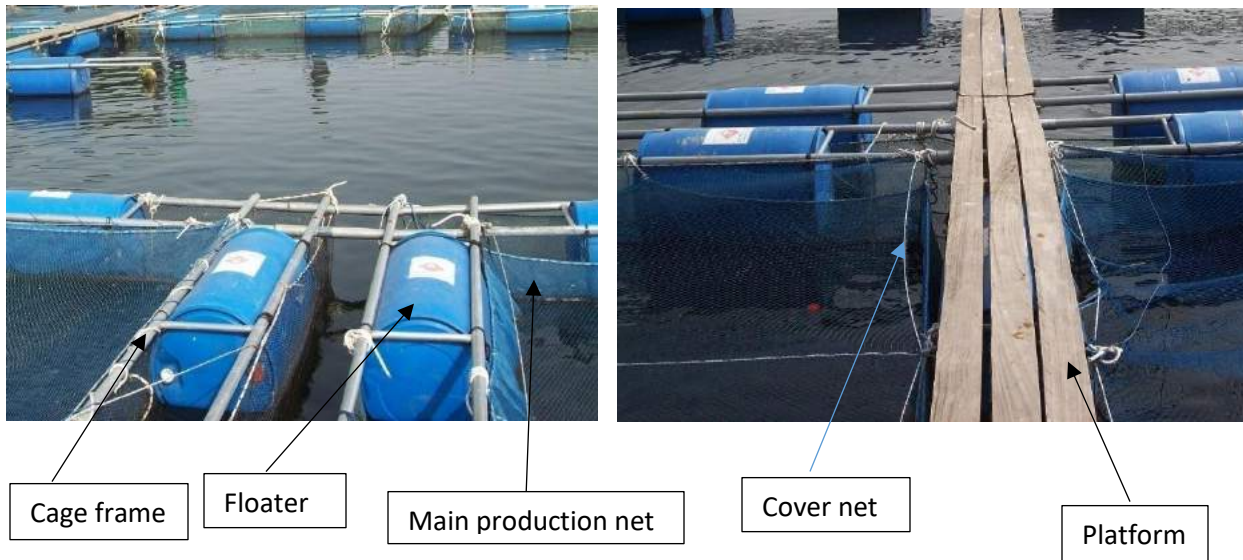 Cage frame
Floater
Main production net
Cover net
Platform